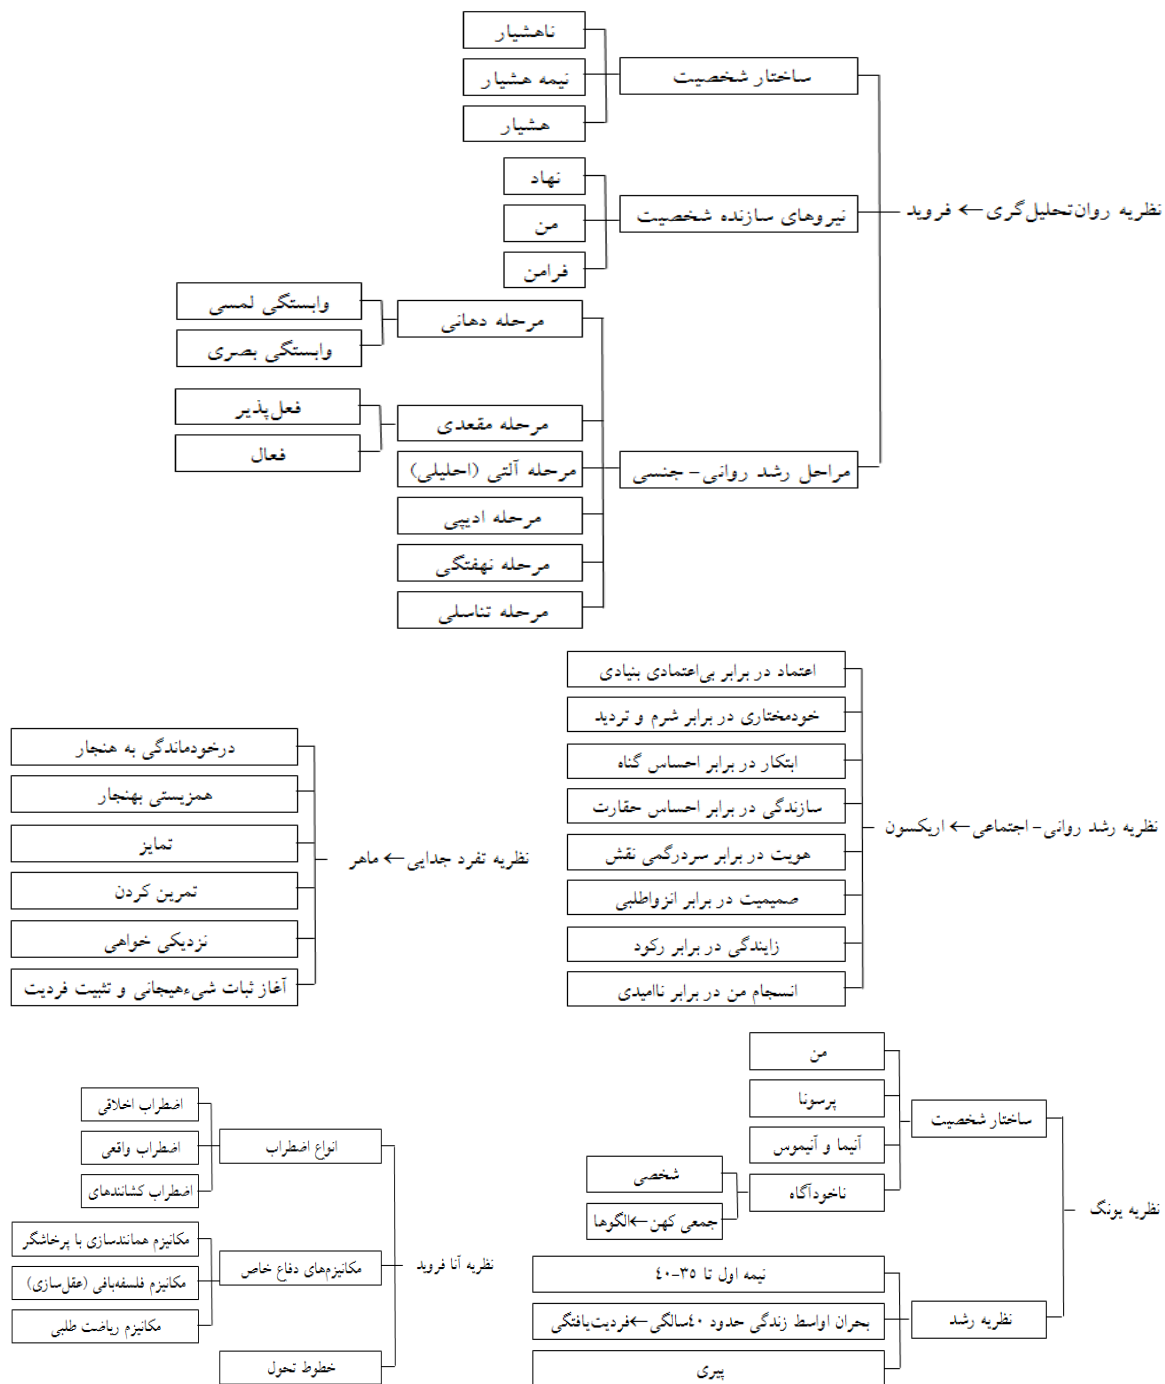 نظریه روان‌تحلیل‌گری ← فروید
ساختار شخصیت
ناهشیار
نیمه هشیار
هشیار
نیروهای سازنده شخصیت
نهاد
من
فرامن
مراحل رشد روانی - جنسی
مرحله دهانی
وابستگی لمسی
وابستگی بصری
مرحله مقعدی
فعل‌پذیر
فعال
مرحله آلتی (احلیلی)
مرحله ادیپی
مرحله نهفتگی
مرحله تناسلی
نظریه رشد روانی - اجتماعی ← اریکسون
اعتماد در برابر بی‌اعتمادی بنیادی
خودمختاری در برابر شرم و تردید
ابتکار در برابر احساس گناه
سازندگی در برابر احساس حقارت
هویت در برابر سردرگمی نقش
صمیمیت در برابر انزواطلبی
زایندگی در برابر رکود
انسجام من در برابر ناامیدی
نظریه تفرد جدایی ← ماهر
درخودماندگی به هنجار
همزیستی بهنجار
تمایز
تمرین کردن
نزدیکی خواهی
آغاز ثبات شیء‌هیجانی و تثبیت فردیت
نظریه یونگ
ساختار شخصیت
من
پرسونا
آنیما و آنیموس
ناخودآگاه
شخصی
جمعی کهن ← الگوها
نظریه رشد
نیمه اول تا ۳۵-۴۰
بحران اواسط زندگی حدود ۴۰سالگی ← فردیت‌یافتگی
پیری
نظریه آنا فروید
انواع اضطراب
اضطراب اخلاقی
اضطراب واقعی
اضطراب کشانندهای
مکانیزم‌های دفاع خاص
مکانیزم همانندسازی با پرخاشگر
مکانیزم فلسفه‌بافی (عقل‌سازی)
مکانیزم ریاضت طلبی
خطوط تحول